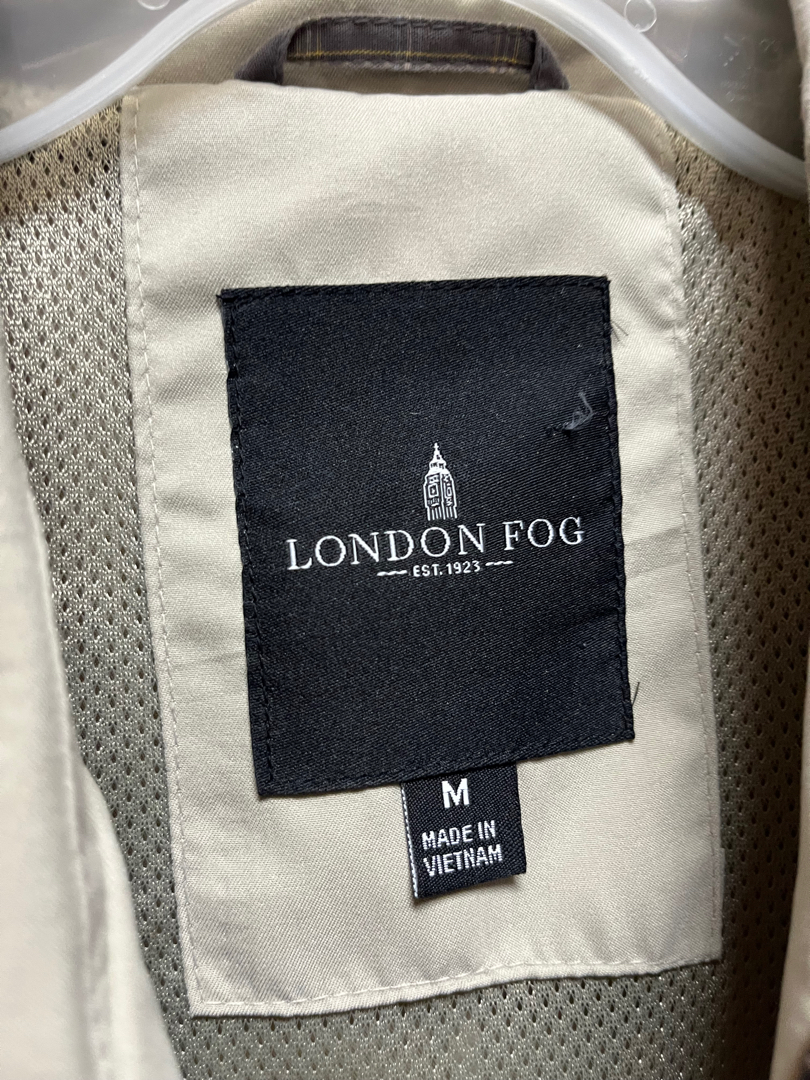 LONDON FOG
EST. 1923
M
MADE IN
VIETNAM